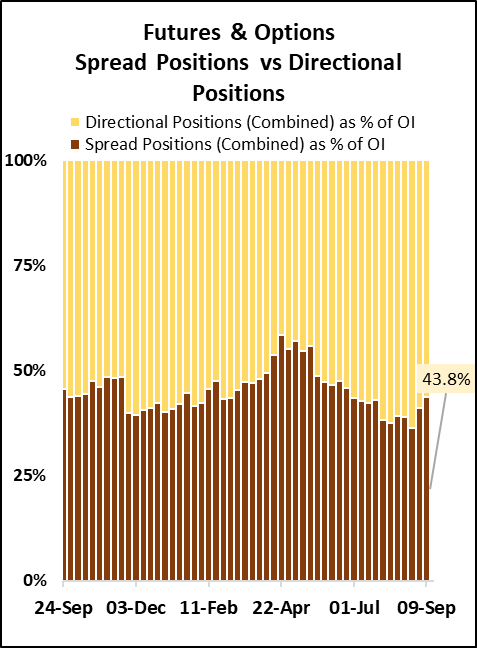 Futures & Options
Spread Positions vs Directional
Positions
Directional Positions (Combined) as % of OI
Spread Positions (Combined) as % of OI
100%
75%
50%
43.8%
25%
0%
24-Sep 03-Dec 11-Feb 22-Apr 01-Jul 09-Sep